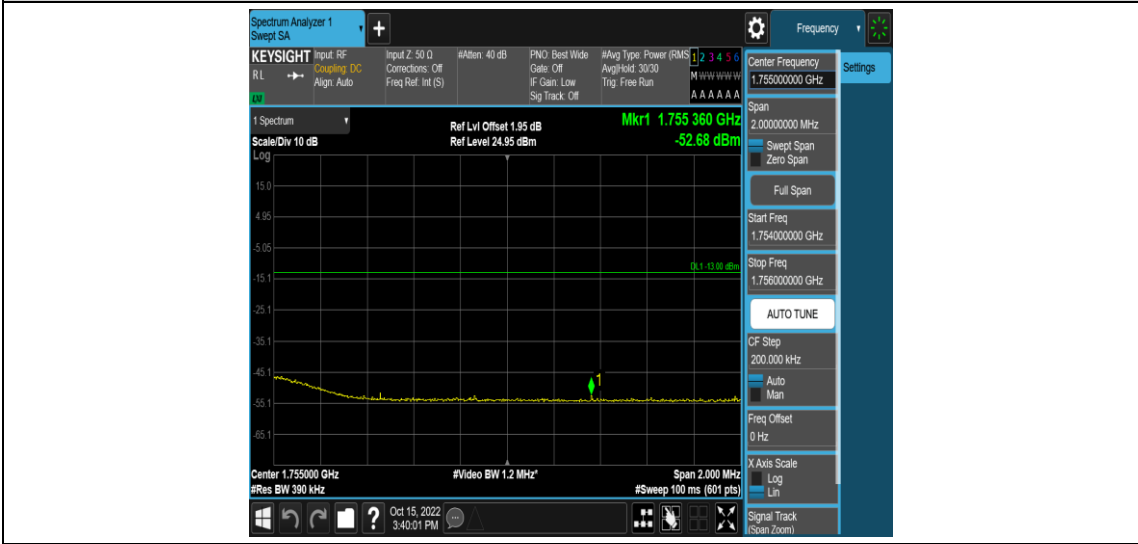 Spectrum Analyzer 1
Swept SA
+
Frequency
KEYSIGHT
RL
Input: RF
Coupling: DC
Align: Auto
Input Z: 50 Ω
Corrections: Off
Freq Ref: Int (S)
#Atten: 40 dB
PNO: Best Wide
Gate: Off
IF Gain: Low
Sig Track: Off
#Avg Type: Power (RMS
Avg|Hold: 30/30
Trig: Free Run
1 2 3 4 5 6
M W W W W W
A A A A A A
1 Spectrum
Scale/Div 10 dB
Log
Ref Lvl Offset 1.95 dB
Ref Level 24.95 dBm
Mkr1 1.755 360 GHz
-52.68 dBm
15.0
4.95
-5.05
DL1 -13.00 dBm
-15.1
-25.1
-35.1
-45.1
1
-55.1
-65.1
Center 1.755000 GHz
#Video BW 1.2 MHz*
Span 2.000 MHz
#Res BW 390 kHz
#Sweep 100 ms (601 pts)
?
Oct 15, 2022
3:40:01 PM
Center Frequency
1.755000000 GHz
Settings
Span
2.00000000 MHz
Swept Span
Zero Span
Full Span
Start Freq
1.754000000 GHz
Stop Freq
1.756000000 GHz
AUTO TUNE
CF Step
200.000 kHz
Auto
Man
Freq Offset
0 Hz
X Axis Scale
Log
Lin
Signal Track
(Span Zoom)